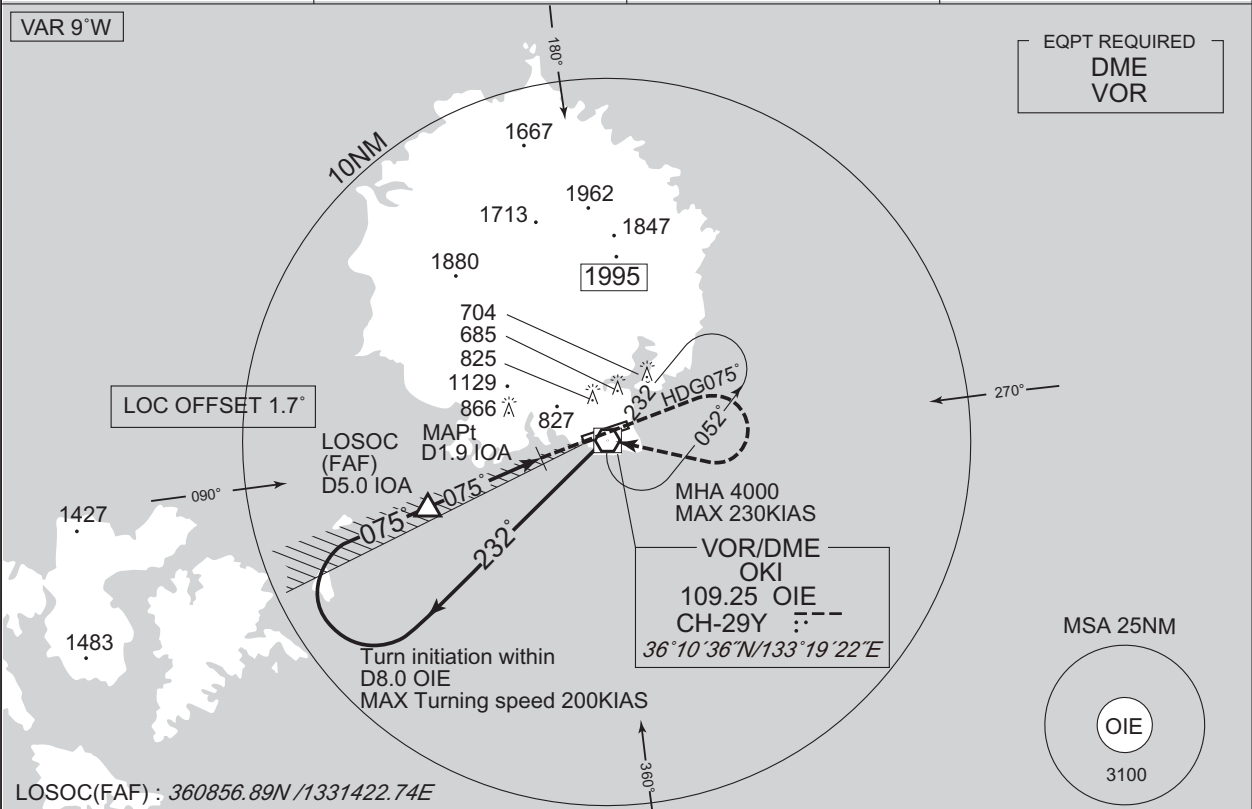 VAR 9°W
EQPT REQUIRED
DME
VOR
180°
10NM
1667
1962
1713
1847
1880
1995
704
685
825
1129
866
827
232°
HDG075°
052°
LOC OFFSET 1.7°
LOSOC
(FAF)
D5.0 IOA
MAPt
D1.9 IOA
270°
090°
075°
075°
232°
MHA 4000
MAX 230KIAS
1427
1483
VOR/DME
OKI
109.25 OIE
CH-29Y
36°10′36″N/133°19′22″E
Turn initiation within
D8.0 OIE
MAX Turning speed 200KIAS
360°
MSA 25NM
OIE
3100
LOSOC(FAF) : 360856.89N /1331422.74E